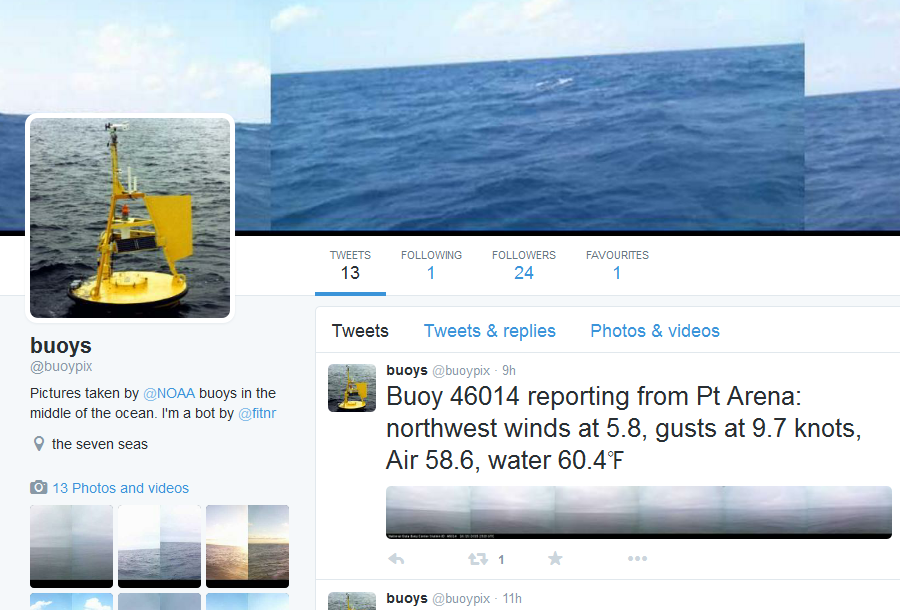 TWEETS
13
FOLLOWING
1
FOLLOWERS
24
FAVOURITES
1
buoys
@buoypix
Pictures taken by @NOAA buoys in the
middle of the ocean. I'm a bot by @fitnr
the seven seas
13 Photos and videos
Tweets
Tweets & replies
Photos & videos
buoys @buoypix · 9h
Buoy 46014 reporting from Pt Arena:
northwest winds at 5.8, gusts at 9.7 knots,
Air 58.6, water 60.4℉
1
buoys @buoypix · 11h